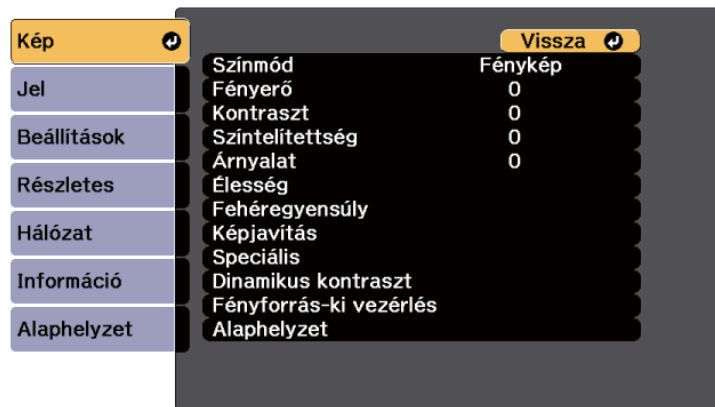 Kép
Jel
Beállítások
Részletes
Hálózat
Információ
Alaphelyzet
Vissza
Színmód Fénykép
Fényerő 0
Kontraszt 0
Színtelítettség 0
Árnyalat 0
Élesség
Fehéregyensúly
Képjavítás
Speciális
Dinamikus kontraszt
Fényforrás-ki vezérlés
Alaphelyzet